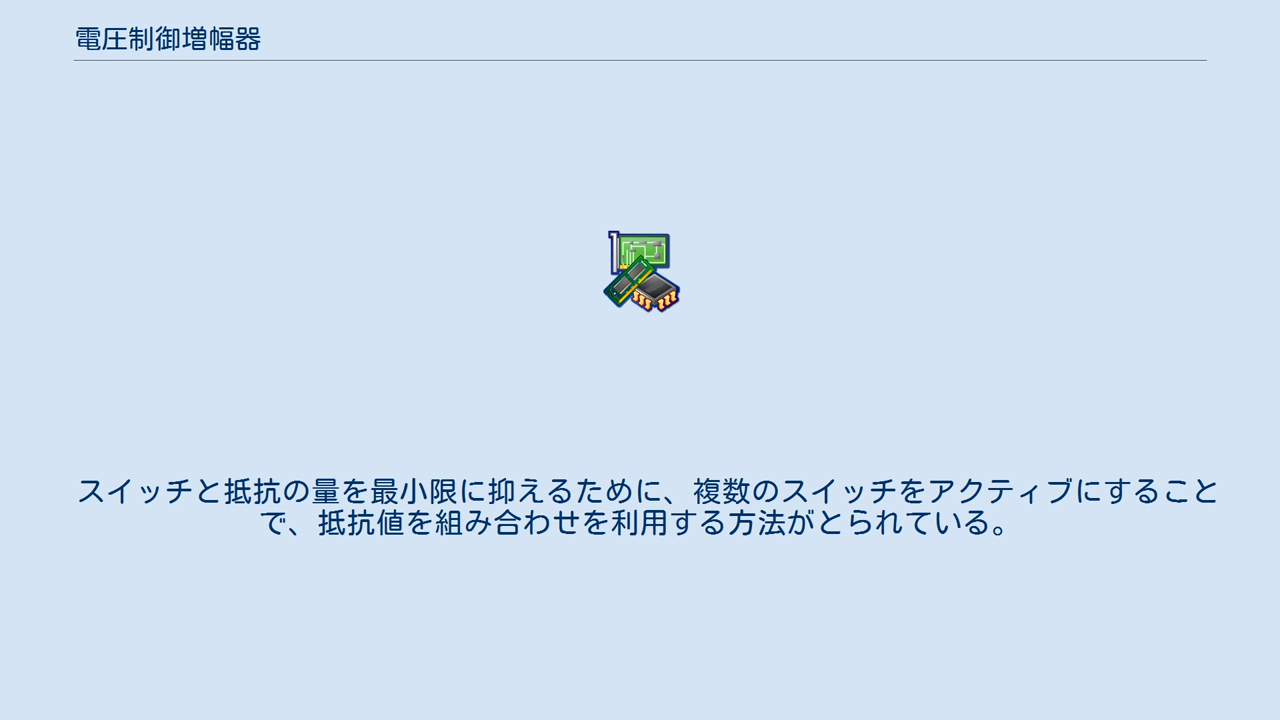 電圧制御増幅器
スイッチと抵抗の量を最小限に抑えるために、複数のスイッチをアクティブにすること
で、抵抗値を組み合わせを利用する方法がとられている。